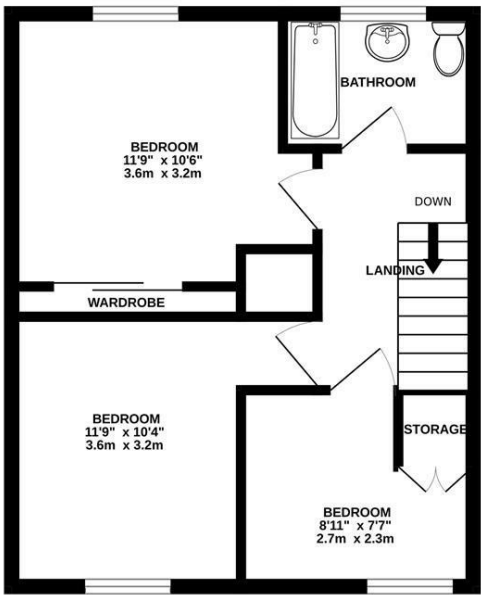 BATHROOM
BEDROOM
11'9" x 10'6"
3.6m x 3.2m
DOWN
LANDING
WARDROBE
BEDROOM
11'9" x 10'4"
3.6m x 3.2m
STORAGE
BEDROOM
8'11" x 7'7"
2.7m x 2.3m